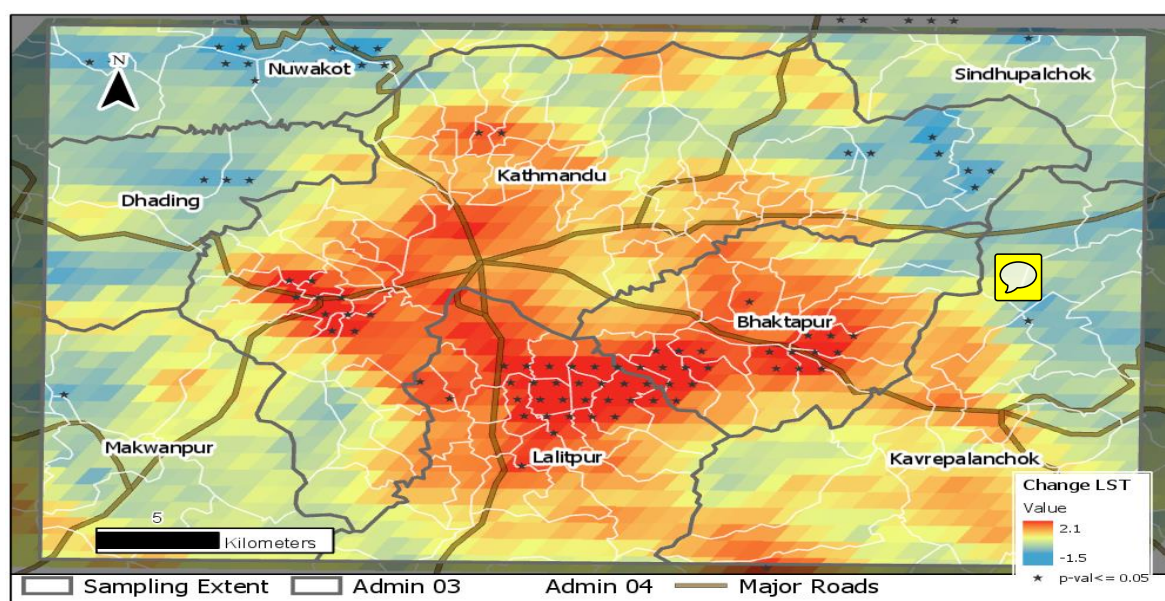 N
Nuwakot
Sindhupalchok
Kathmandu
Dhading
Bhaktapur
Makwanpur
Lalitpur
Kavrepalanchok
Change LST
Value
2.1
-1.5
★ p-val<= 0.05
5
Kilometers
Sampling Extent Admin 03 Admin 04 Major Roads